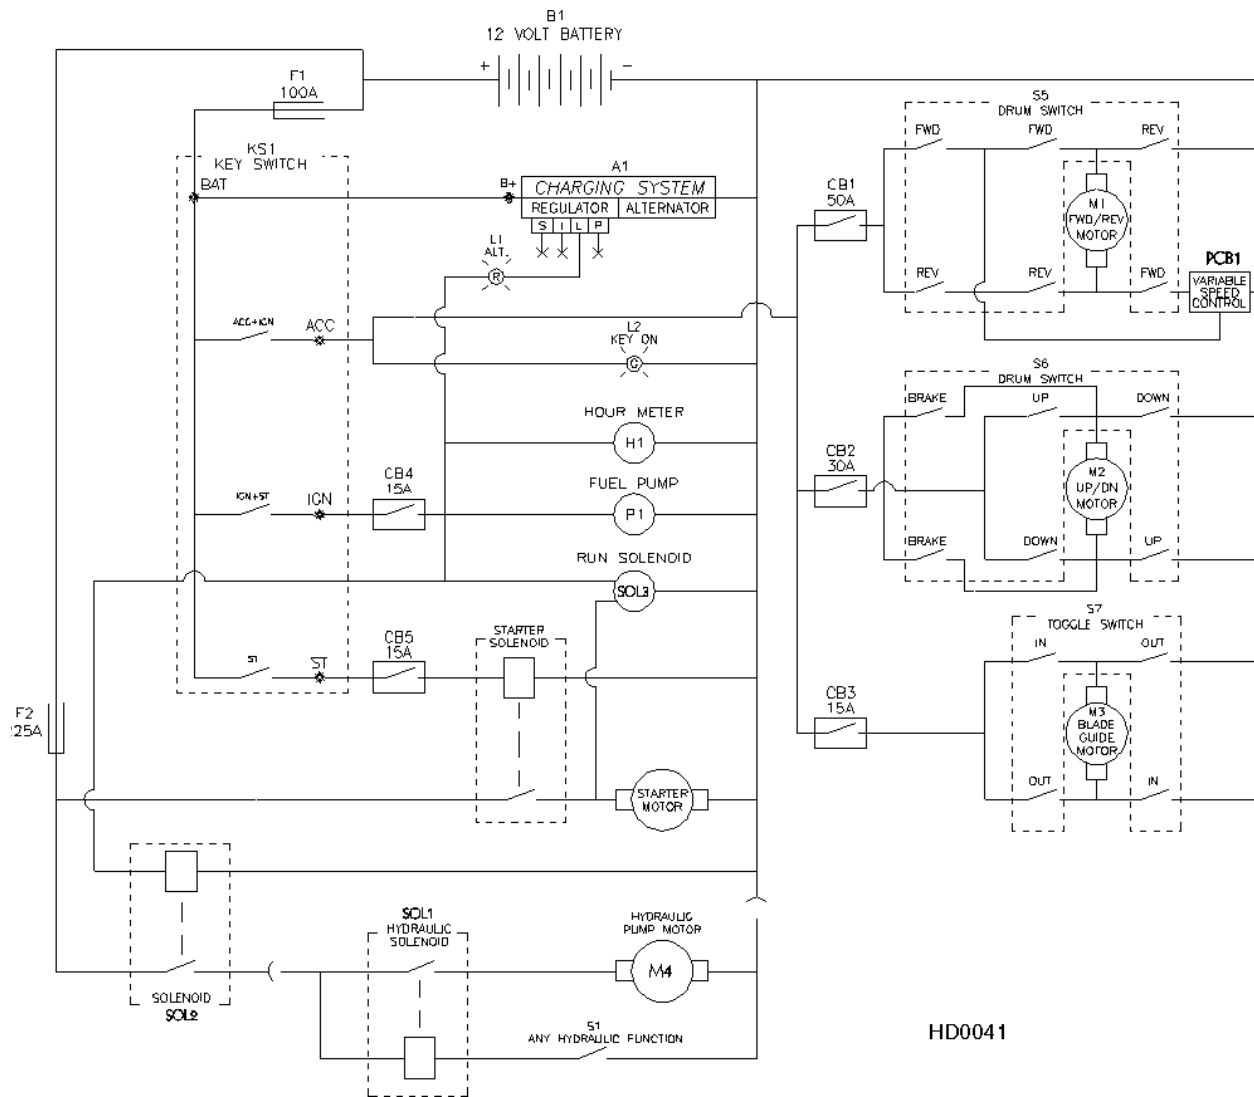 B1
12 VOLT BATTERY
+ −
F1
100A
KS1
KEY SWITCH
BAT
B+
A1
CHARGING SYSTEM
REGULATOR ALTERNATOR
S I L P
L1
ALT.
R
ACC+IGN ACC
L2
KEY ON
G
HOUR METER
H1
IGN+ST IGN
CB4
15A
FUEL PUMP
P1
RUN SOLENOID
SOL3
ST ST
CB5
15A
STARTER
SOLENOID
F2
STARTER
MOTOR
SOLENOID
SOL2
SOL1
HYDRAULIC
SOLENOID
HYDRAULIC
PUMP MOTOR
M4
S1
ANY HYDRAULIC FUNCTION
CB1
50A
S5
DRUM SWITCH
FWD FWD REV
M1
FWD/REV
MOTOR
REV REV FWD
PCB1
VARIABLE
SPEED
CONTROL
CB2
30A
S6
DRUM SWITCH
BRAKE UP DOWN
M2
UP/DN
MOTOR
BRAKE DOWN UP
CB3
15A
S7
TOGGLE SWITCH
IN OUT
M3
BLADE
GUIDE
MOTOR
OUT IN
HD0041